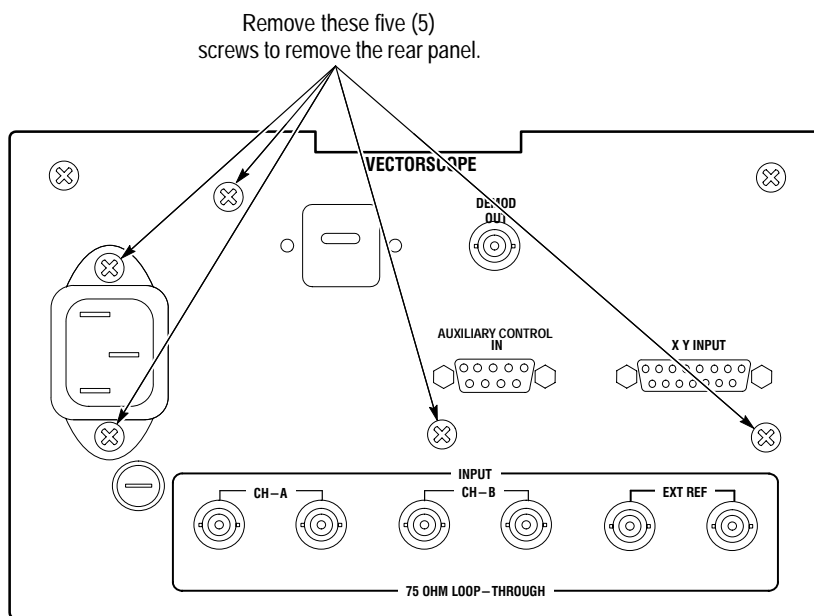 Remove these five (5)
screws to remove the rear panel.
VECTORSCOPE
DEMOD
OUT
AUXILIARY CONTROL
IN
X Y INPUT
INPUT
CH–A
CH–B
EXT REF
75 OHM LOOP–THROUGH